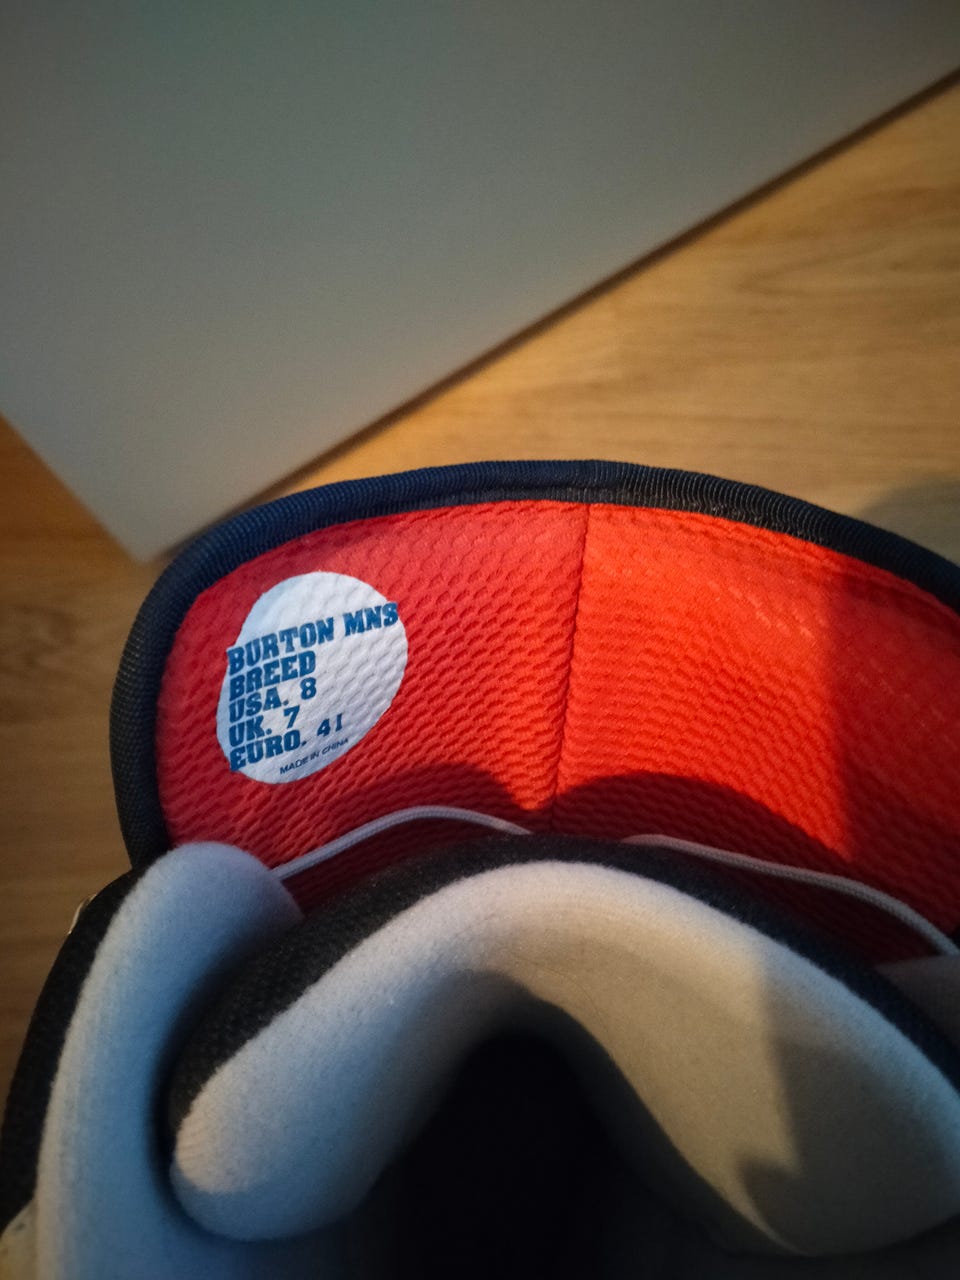 BURTON MNS
BREED
USA. 8
UK. 7
EURO. 41
MADE IN CHINA